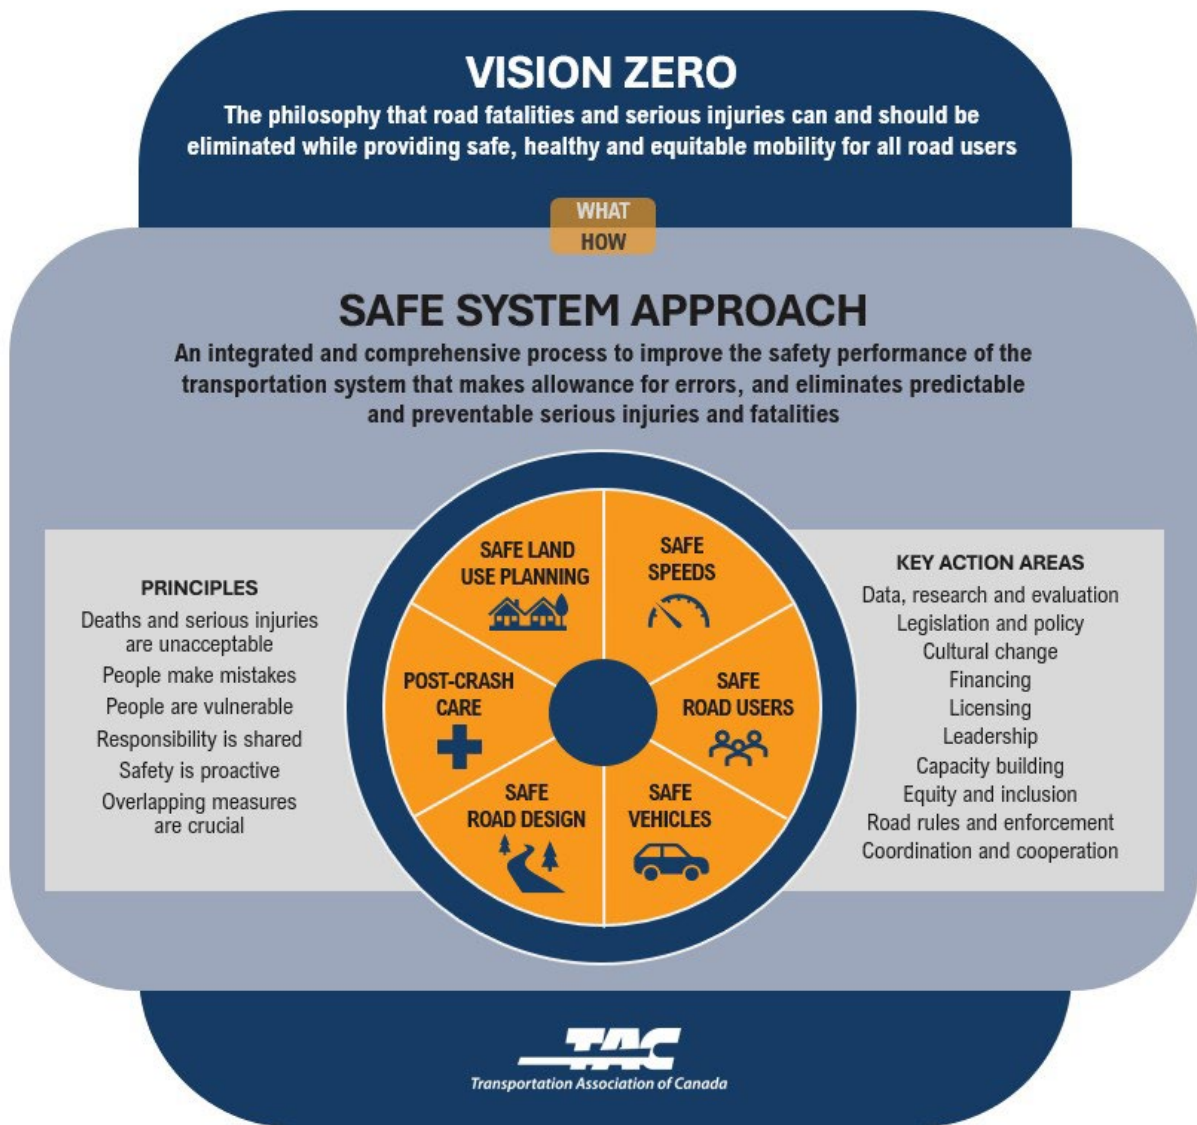 VISION ZERO
The philosophy that road fatalities and serious injuries can and should be
eliminated while providing safe, healthy and equitable mobility for all road users
WHAT
HOW
SAFE SYSTEM APPROACH
An integrated and comprehensive process to improve the safety performance of the
transportation system that makes allowance for errors, and eliminates predictable
and preventable serious injuries and fatalities
PRINCIPLES
Deaths and serious injuries
are unacceptable
People make mistakes
People are vulnerable
Responsibility is shared
Safety is proactive
Overlapping measures
are crucial
SAFE LAND
USE PLANNING
SAFE
SPEEDS
POST-CRASH
CARE
SAFE
ROAD USERS
SAFE
ROAD DESIGN
SAFE
VEHICLES
KEY ACTION AREAS
Data, research and evaluation
Legislation and policy
Cultural change
Financing
Licensing
Leadership
Capacity building
Equity and inclusion
Road rules and enforcement
Coordination and cooperation
TAC
Transportation Association of Canada